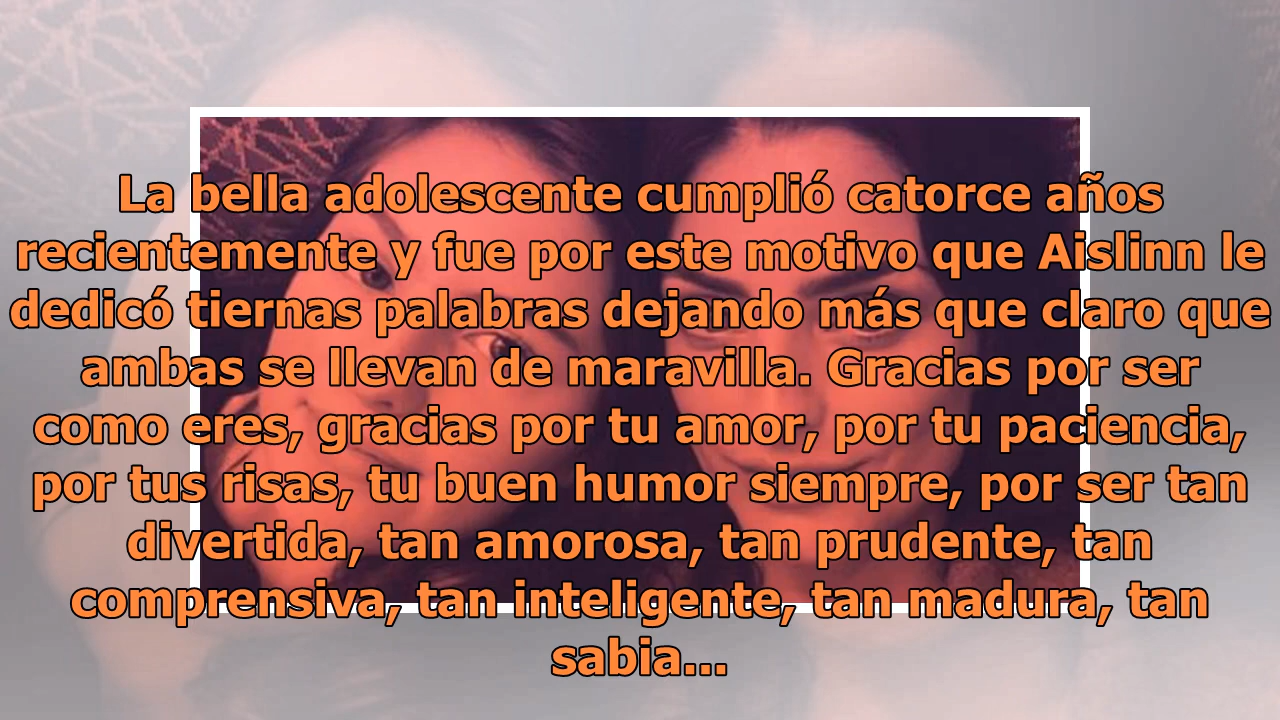 La bella adolescente cumplió catorce años
recientemente y fue por este motivo que Aislinn le
dedicó tiernas palabras dejando más que claro que
ambas se llevan de maravilla. Gracias por ser
como eres, gracias por tu amor, por tu paciencia,
por tus risas, tu buen humor siempre, por ser tan
divertida, tan amorosa, tan prudente, tan
comprensiva, tan inteligente, tan madura, tan
sabia...